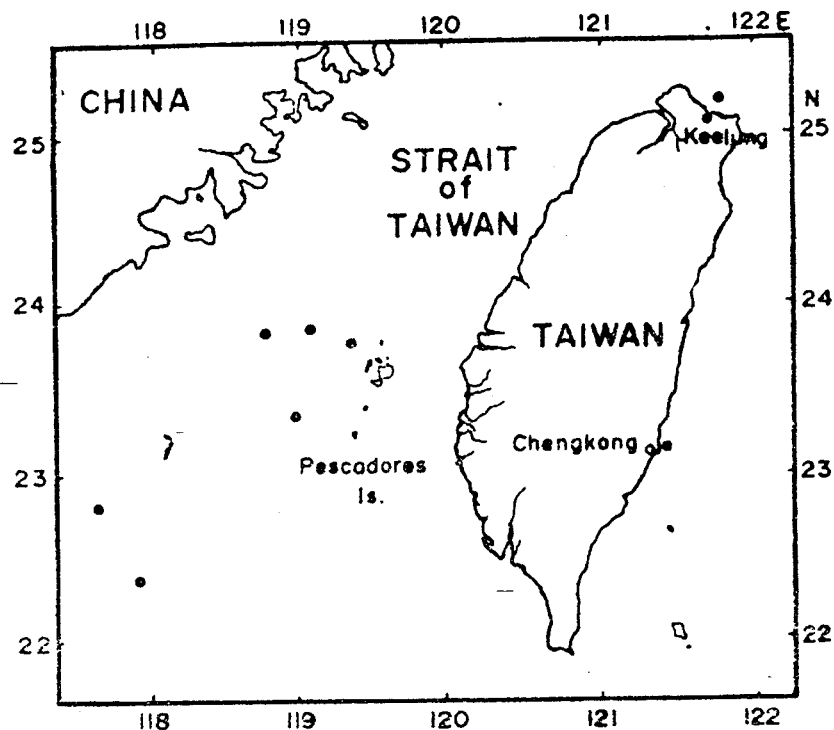 118 119 120 121 122 E
CHINA
N
25 25
Keelung
STRAIT
of
TAIWAN
24 24
TAIWAN
Chengkong
Pescadores
Is.
23 23
22 22
118 119 120 121 122